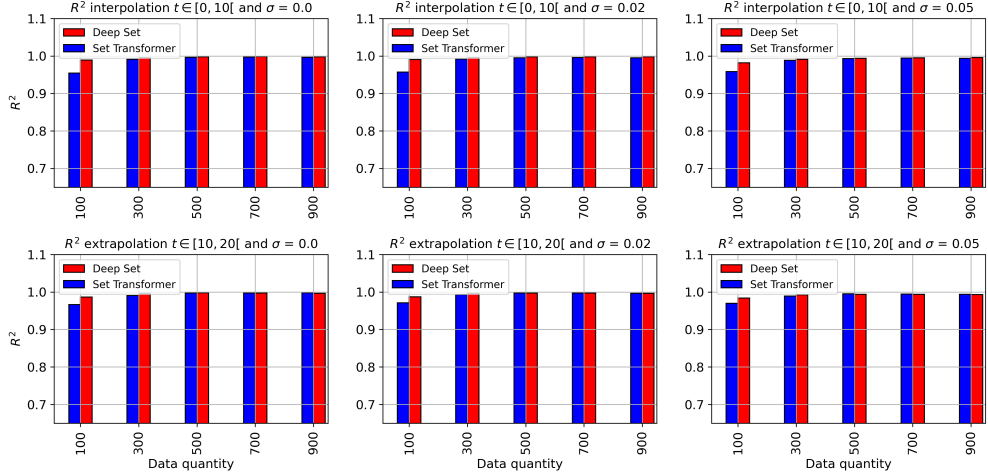 R² interpolation t ∈ [0, 10[ and σ = 0.0
R² interpolation t ∈ [0, 10[ and σ = 0.02
R² interpolation t ∈ [0, 10[ and σ = 0.05
1.1
1.0
0.9
0.8
0.7
R²
Deep Set
Set Transformer
100
300
500
700
900
1.1
1.0
0.9
0.8
0.7
Deep Set
Set Transformer
100
300
500
700
900
1.1
1.0
0.9
0.8
0.7
Deep Set
Set Transformer
100
300
500
700
900
R² extrapolation t ∈ [10, 20[ and σ = 0.0
R² extrapolation t ∈ [10, 20[ and σ = 0.02
R² extrapolation t ∈ [10, 20[ and σ = 0.05
1.1
1.0
0.9
0.8
0.7
R²
Deep Set
Set Transformer
100
300
500
700
900
Data quantity
1.1
1.0
0.9
0.8
0.7
Deep Set
Set Transformer
100
300
500
700
900
Data quantity
1.1
1.0
0.9
0.8
0.7
Deep Set
Set Transformer
100
300
500
700
900
Data quantity